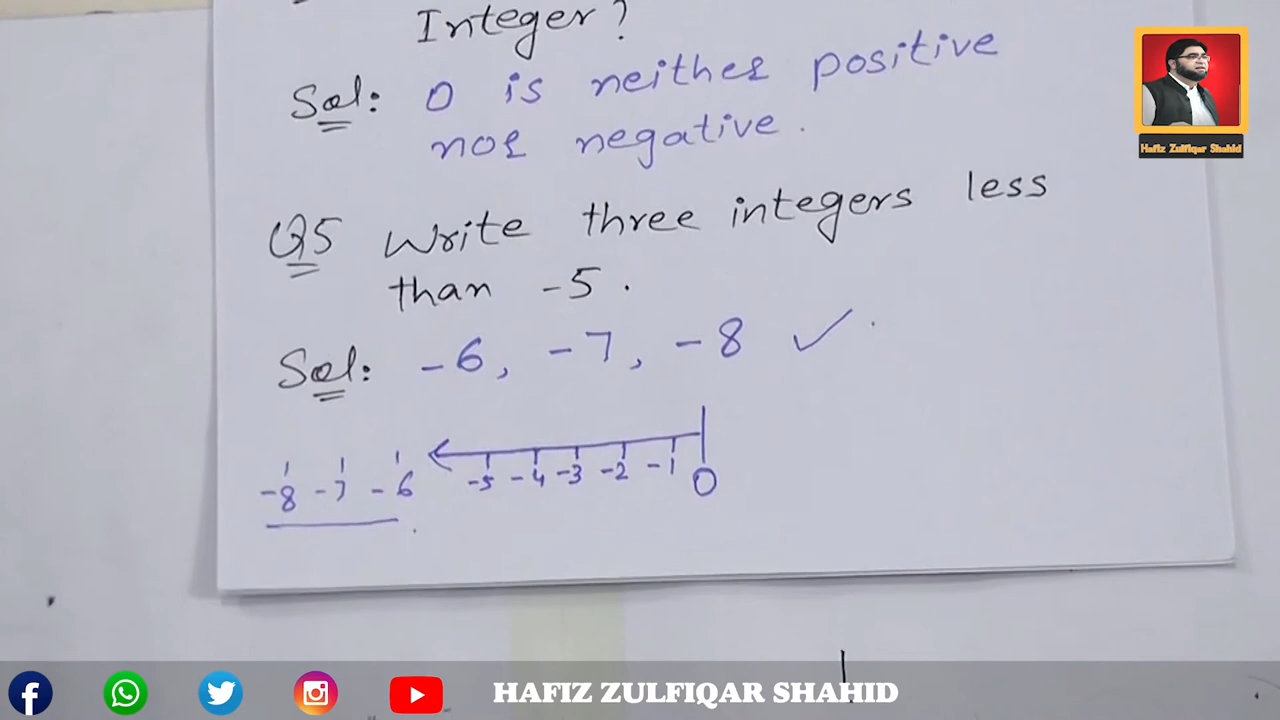 Integer?
Sol: 0 is neither positive
nor negative.
Q5 Write three integers less
than -5.
Sol: -6, -7, -8 ✓
-8 -7 -6 -5 -4 -3 -2 -1 0
Hafiz Zulfiqar Shahid
HAFIZ ZULFIQAR SHAHID